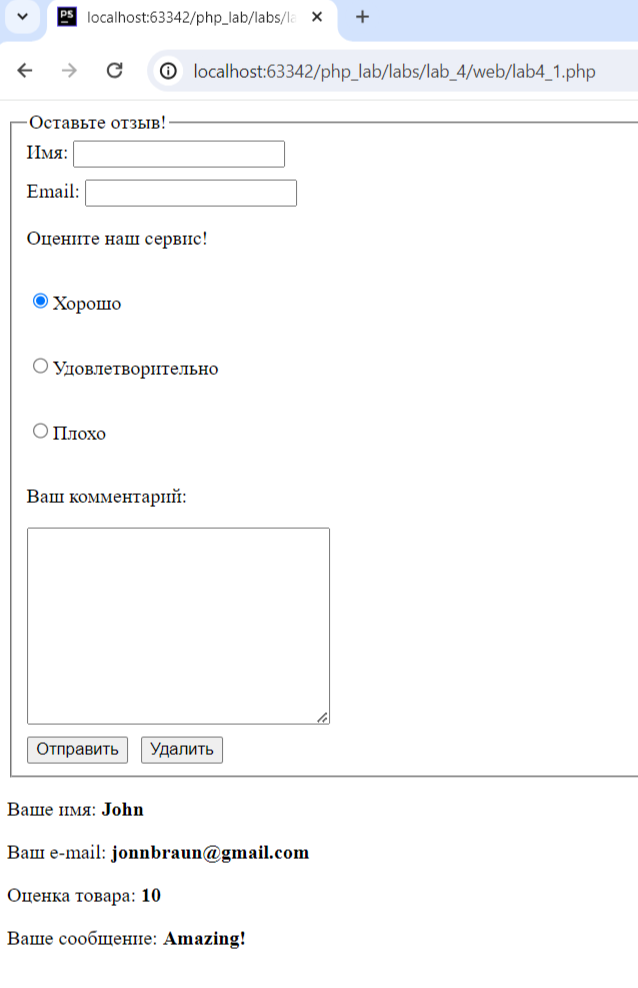 localhost:63342/php_lab/labs/la
localhost:63342/php_lab/labs/lab_4/web/lab4_1.php
Оставьте отзыв!
Имя:
Email:
Оцените наш сервис!
Хорошо
Удовлетворительно
Плохо
Ваш комментарий:
Отправить Удалить
Ваше имя: John
Ваш e-mail: jonnbraun@gmail.com
Оценка товара: 10
Ваше сообщение: Amazing!